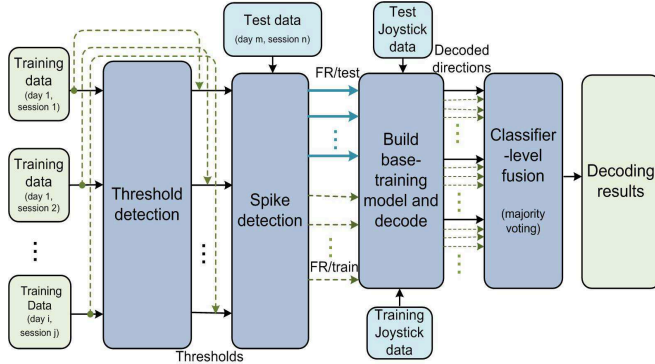 Training
data
(day 1,
session 1)
Training
data
(day 1,
session 2)
Training
Data
(day i,
session j)
Threshold
detection
Thresholds
Test data
(day m, session n)
Spike
detection
FR/test
FR/train
Test
Joystick
data
Build
base-
training
model and
decode
Training
Joystick
data
Decoded
directions
Classifier
-level
fusion
(majority
voting)
Decoding
results